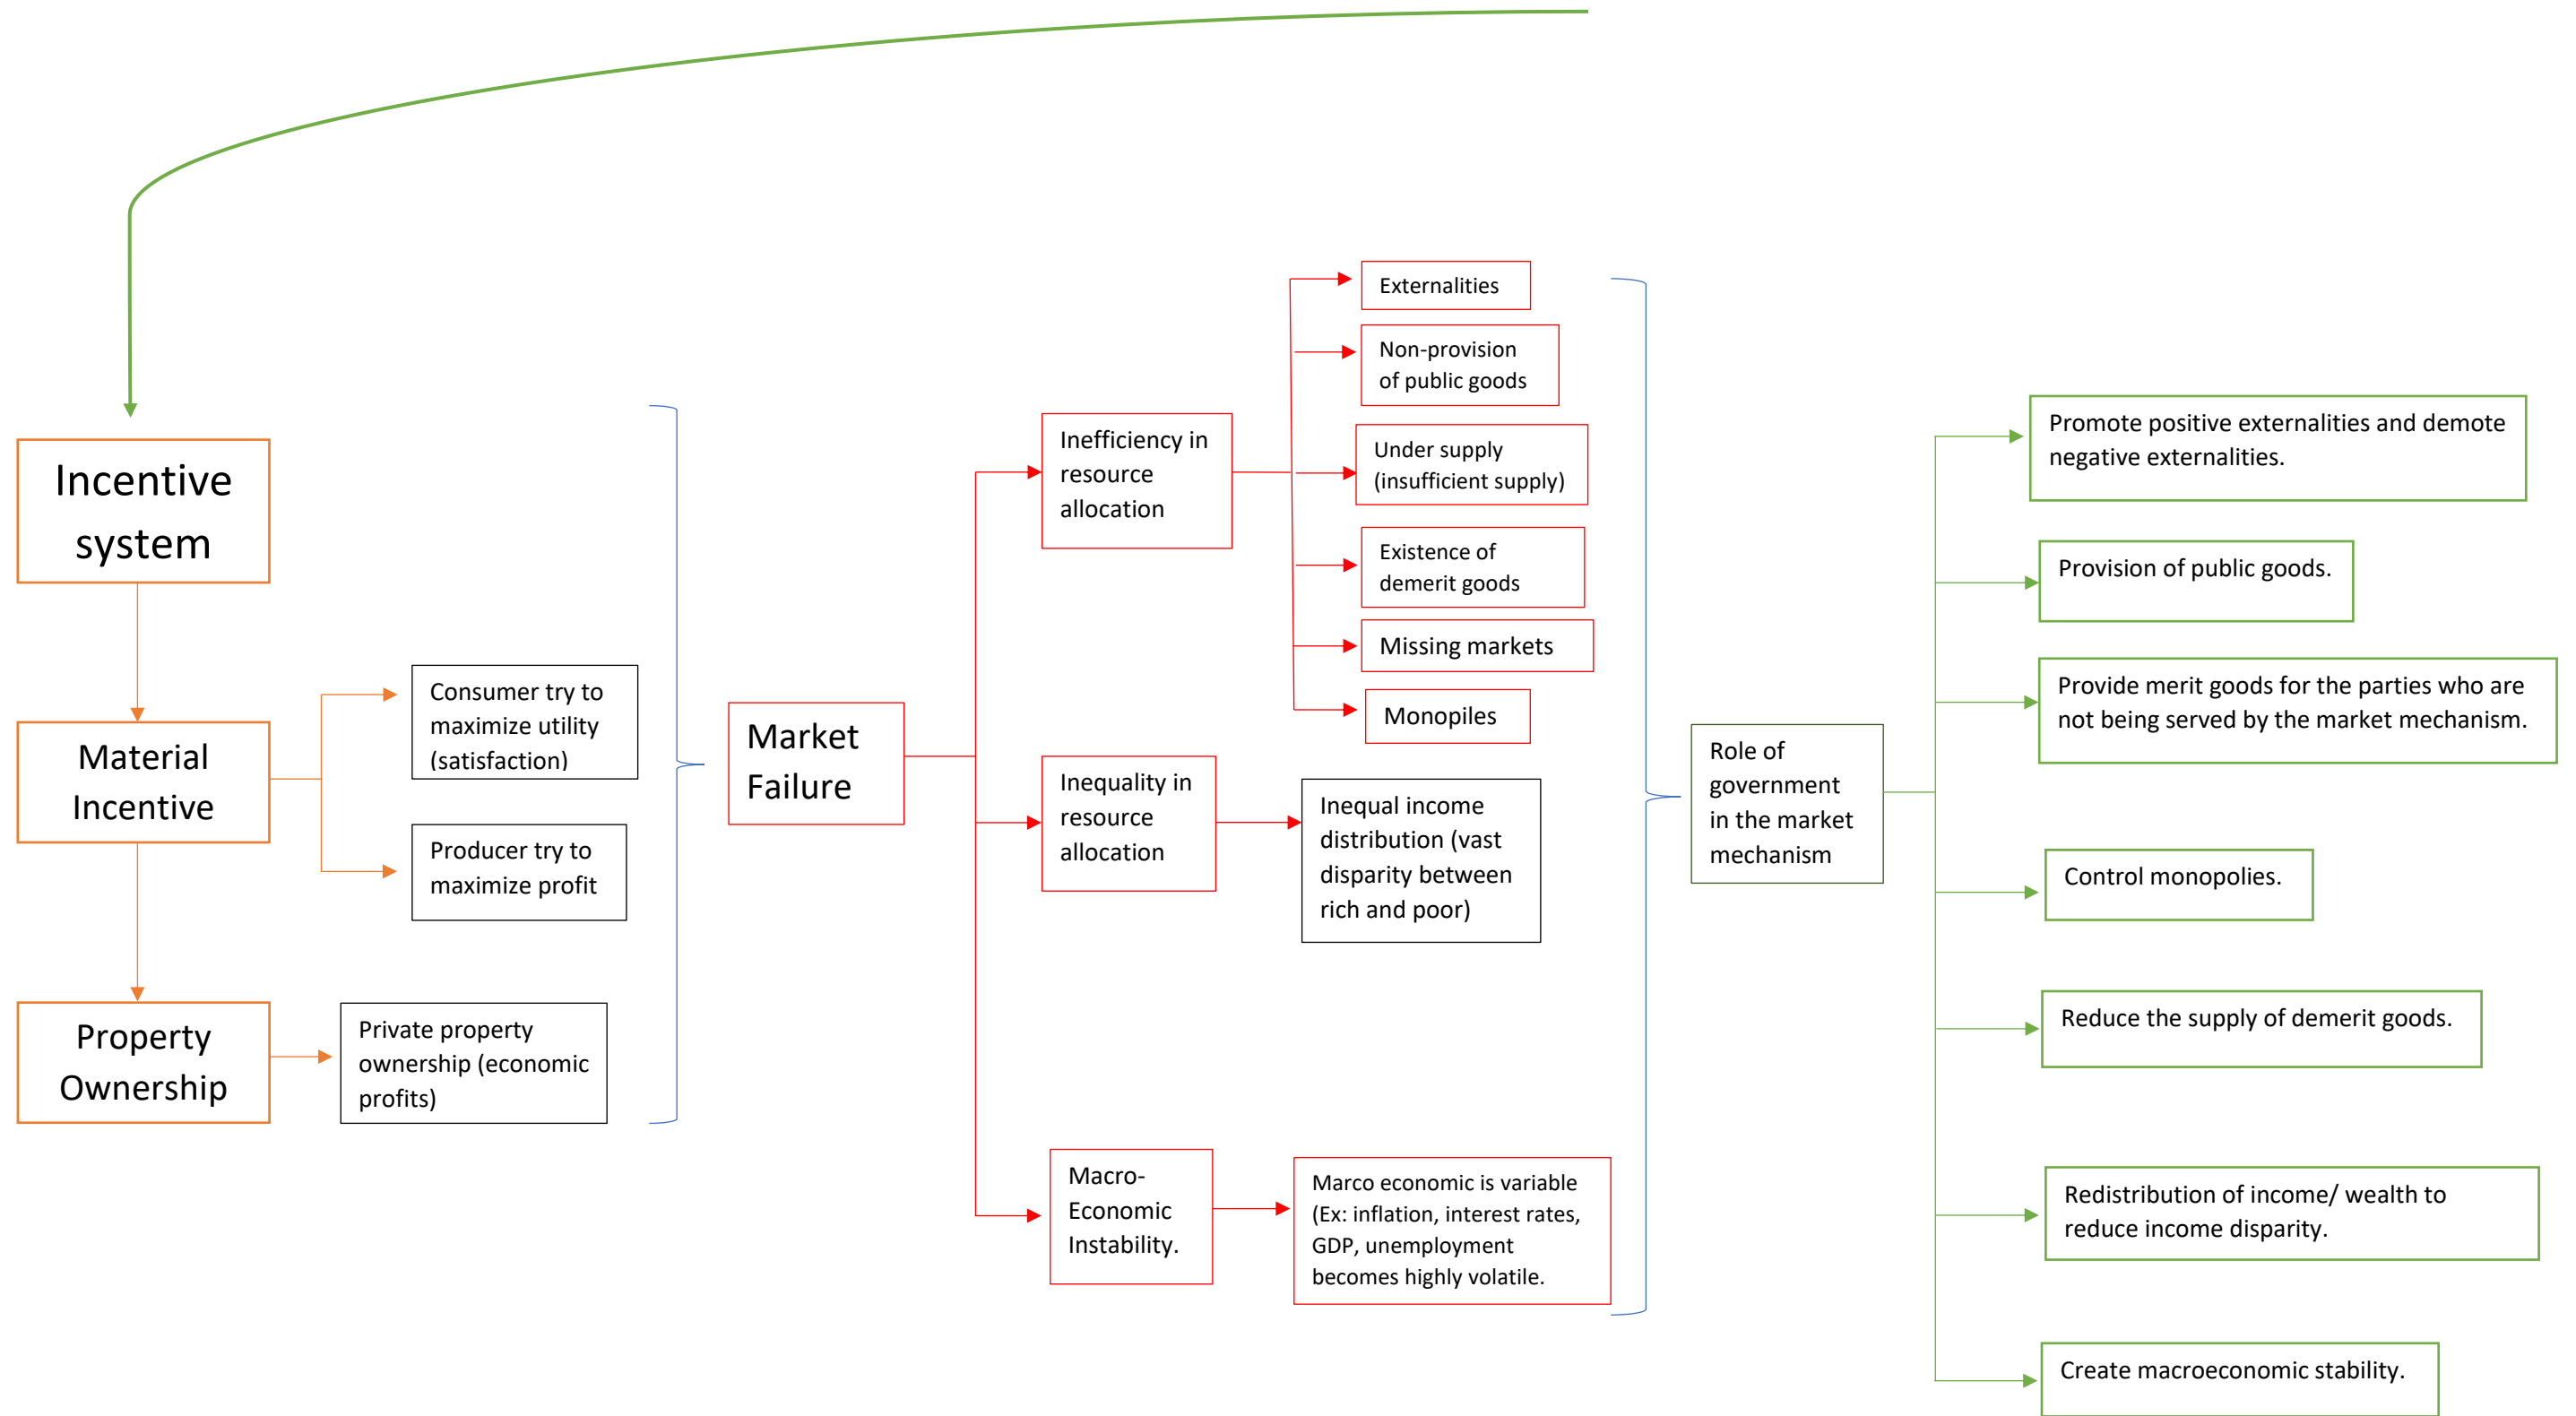 Incentive
system
Material
Incentive
Consumer try to
maximize utility
(satisfaction)
Producer try to
maximize profit
Property
Ownership
Private property
ownership (economic
profits)
Market
Failure
Inefficiency in
resource
allocation
Externalities
Non-provision
of public goods
Under supply
(insufficient supply)
Existence of
demerit goods
Missing markets
Monopiles
Inequality in
resource
allocation
Inequal income
distribution (vast
disparity between
rich and poor)
Macro-
Economic
Instability.
Marco economic is variable
(Ex: inflation, interest rates,
GDP, unemployment
becomes highly volatile.
Role of
government
in the market
mechanism
Promote positive externalities and demote
negative externalities.
Provision of public goods.
Provide merit goods for the parties who are
not being served by the market mechanism.
Control monopolies.
Reduce the supply of demerit goods.
Redistribution of income/ wealth to
reduce income disparity.
Create macroeconomic stability.